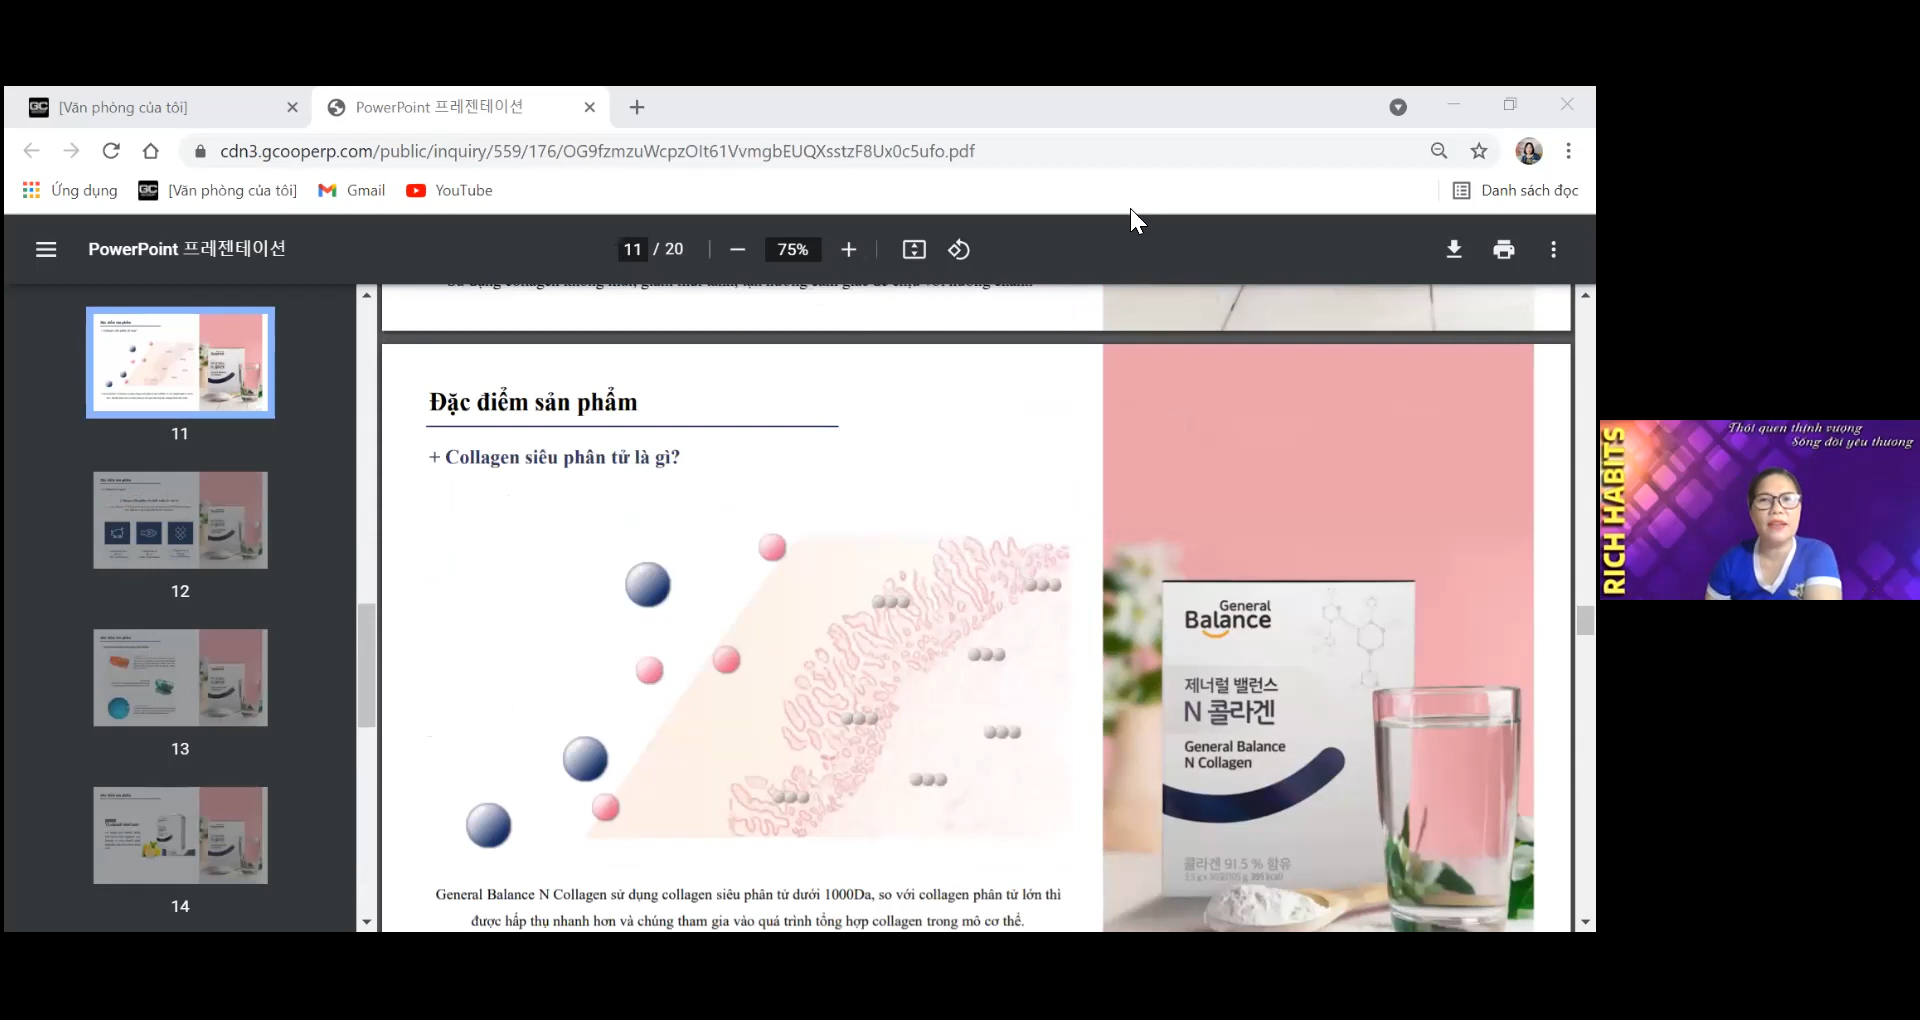 [Văn phòng của tôi]
PowerPoint 프레젠테이션
cdn3.gcooperp.com/public/inquiry/559/176/OG9fzmzuWcpzOIt61VvmgbEUQXsstzF8Ux0c5ufo.pdf
Ứng dụng
GC
[Văn phòng của tôi]
Gmail
YouTube
Danh sách đọc
PowerPoint 프레젠테이션
11 / 20
75%
11
12
13
14
Đặc điểm sản phẩm
+ Collagen siêu phân tử là gì?
General Balance N Collagen sử dụng collagen siêu phân tử dưới 1000Da, so với collagen phân tử lớn thì
được hấp thụ nhanh hơn và chúng tham gia vào quá trình tổng hợp collagen trong mô cơ thể.
General
Balance
제너럴 밸런스
N 콜라겐
General Balance
N Collagen
콜라겐 91.5 % 함유
RICH HABITS
Thói quen thịnh vượng
Sống đời yêu thương